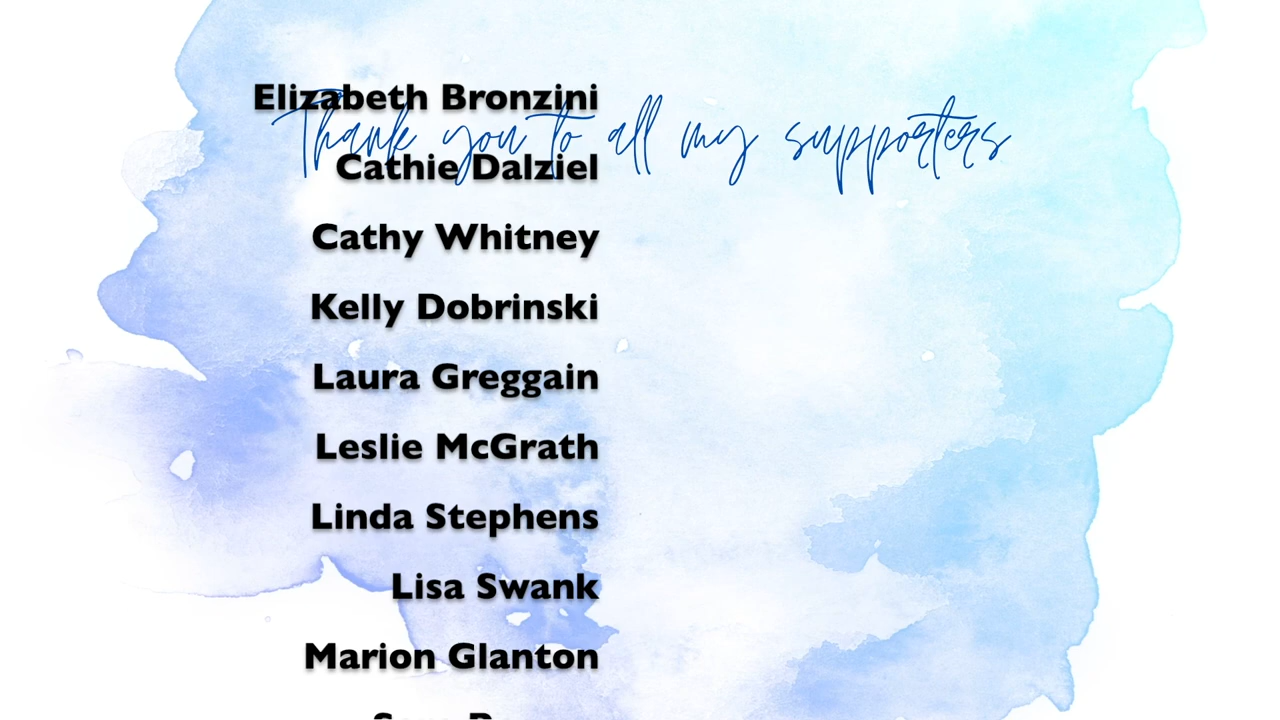 Elizabeth Bronzini
Thank you to all my supporters
Cathie Dalziel
Cathy Whitney
Kelly Dobrinski
Laura Greggain
Leslie McGrath
Linda Stephens
Lisa Swank
Marion Glanton